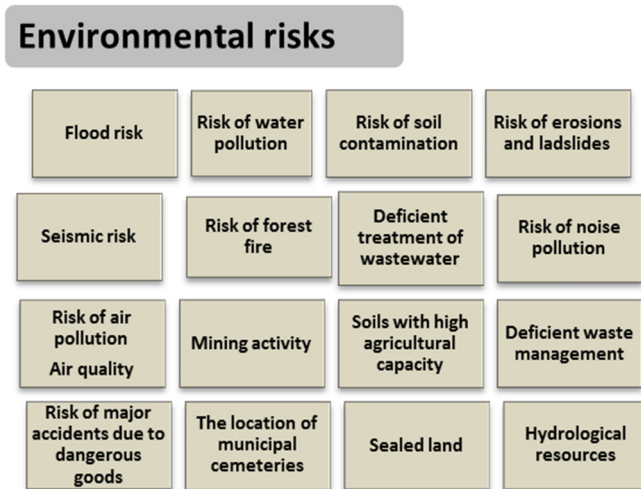 Environmental risks
Flood risk
Risk of water
pollution
Risk of soil
contamination
Risk of erosions
and ladslides
Seismic risk
Risk of forest
fire
Deficient
treatment of
wastewater
Risk of noise
pollution
Risk of air
pollution
Air quality
Mining activity
Soils with high
agricultural
capacity
Deficient waste
management
Risk of major
accidents due to
dangerous
goods
The location of
municipal
cemeteries
Sealed land
Hydrological
resources